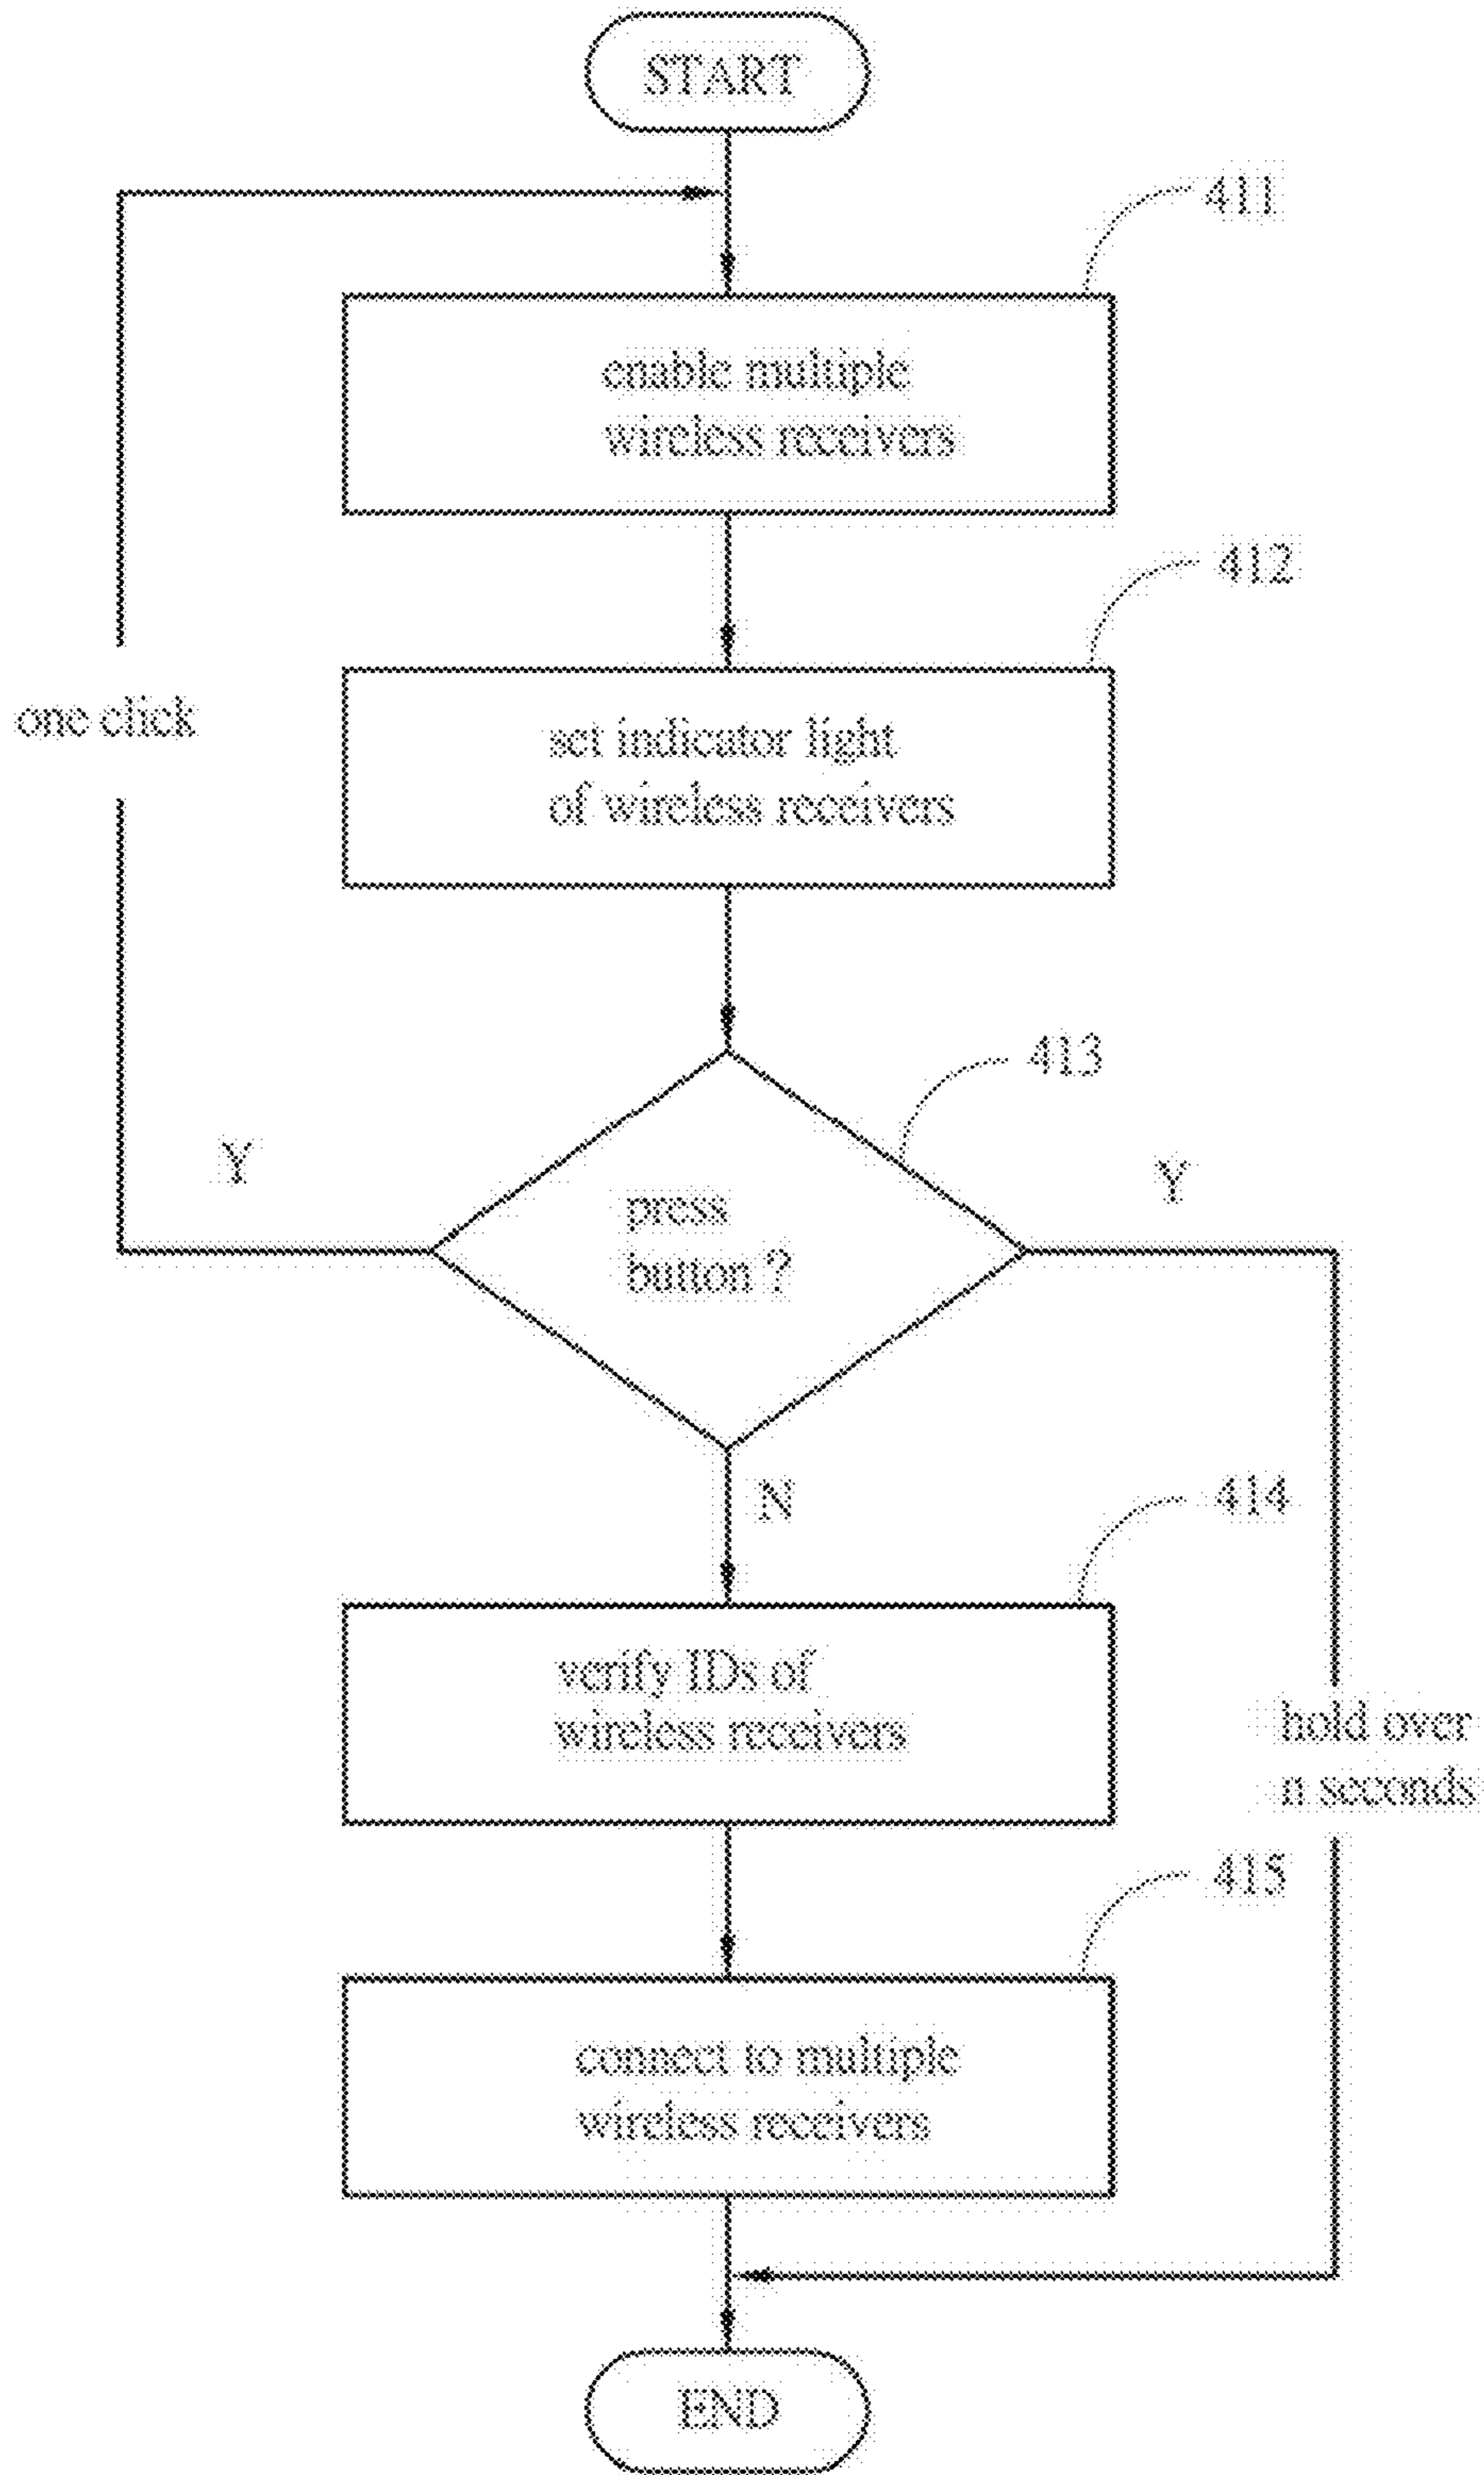 START
411
enable multiple
wireless receivers
412
set indicator light
of wireless receivers
one click
413
Y
Y
press
button ?
N
414
verify IDs of
wireless receivers
hold over
n seconds
415
connect to multiple
wireless receivers
END